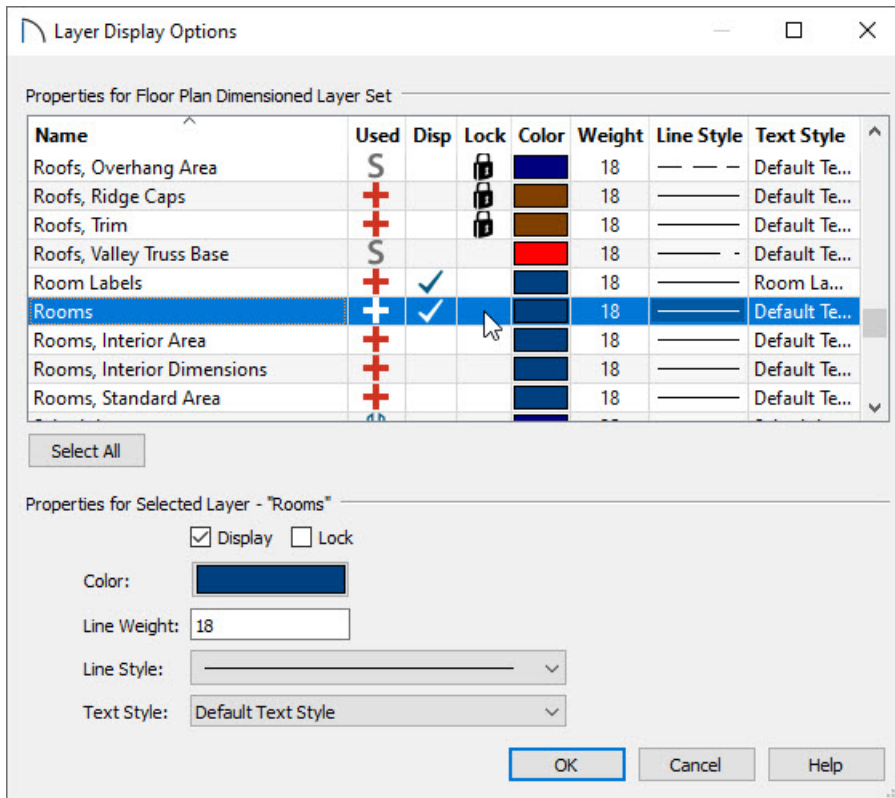 Layer Display Options
Properties for Floor Plan Dimensioned Layer Set
Name Used Disp Lock Color Weight Line Style Text Style
Roofs, Overhang Area S 18 Default Te...
Roofs, Ridge Caps 18 Default Te...
Roofs, Trim 18 Default Te...
Roofs, Valley Truss Base S 18 Default Te...
Room Labels 18 Room La...
Rooms 18 Default Te...
Rooms, Interior Area 18 Default Te...
Rooms, Interior Dimensions 18 Default Te...
Rooms, Standard Area 18 Default Te...
Select All
Properties for Selected Layer - "Rooms"
Display Lock
Color:
Line Weight: 18
Line Style:
Text Style: Default Text Style
OK Cancel Help